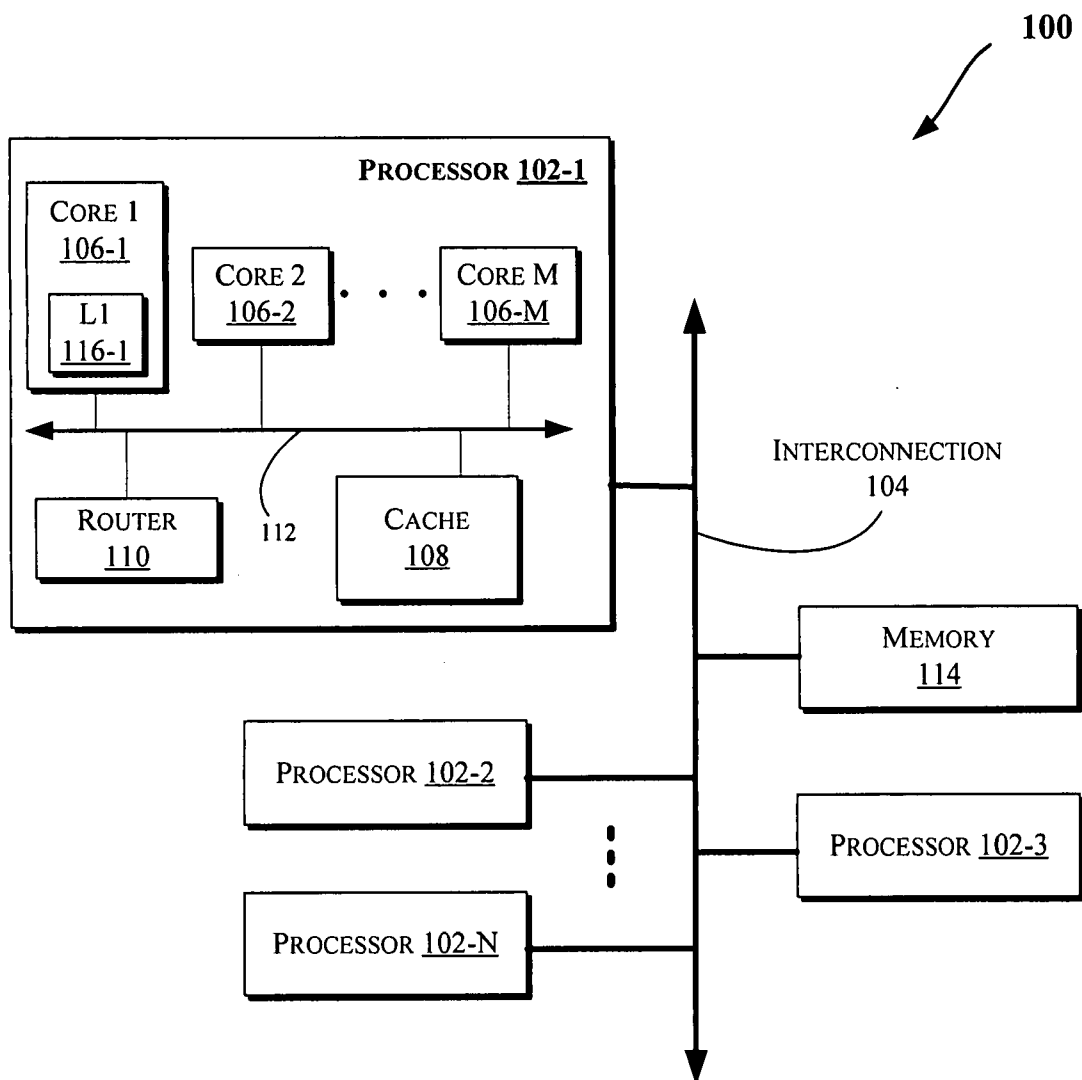 100
PROCESSOR 102-1
CORE 1
106-1
L1
116-1
CORE 2
106-2
CORE M
106-M
ROUTER
110
112
CACHE
108
INTERCONNECTION
104
MEMORY
114
PROCESSOR 102-2
PROCESSOR 102-3
PROCESSOR 102-N